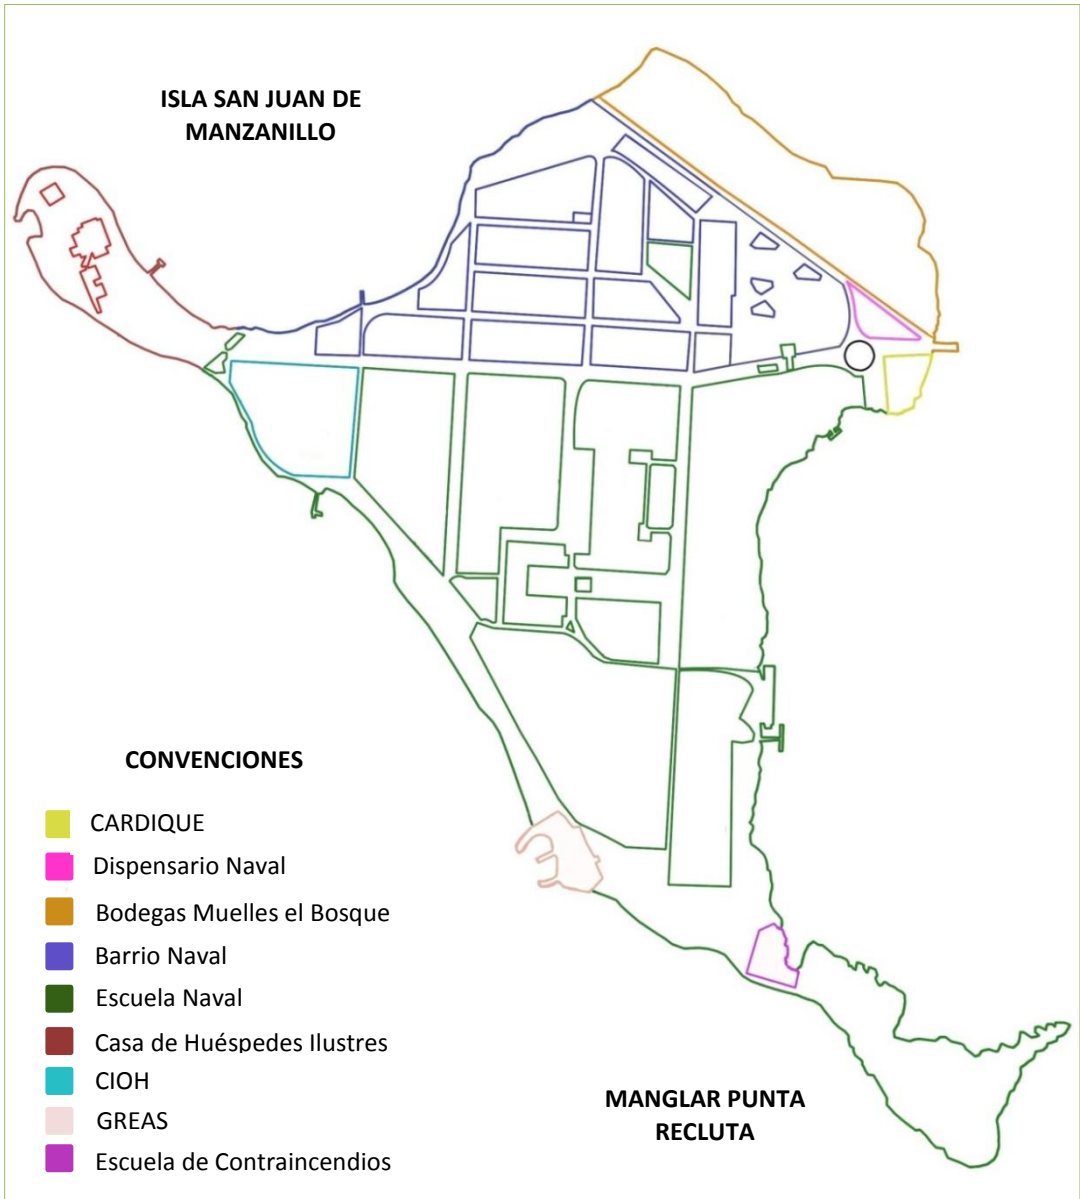 ISLA SAN JUAN DE
MANZANILLO
CONVENCIONES
CARDIQUE
Dispensario Naval
Bodegas Muelles el Bosque
Barrio Naval
Escuela Naval
Casa de Huéspedes Ilustres
CIOH
GREAS
Escuela de Contraincendios
MANGLAR PUNTA
RECLUTA